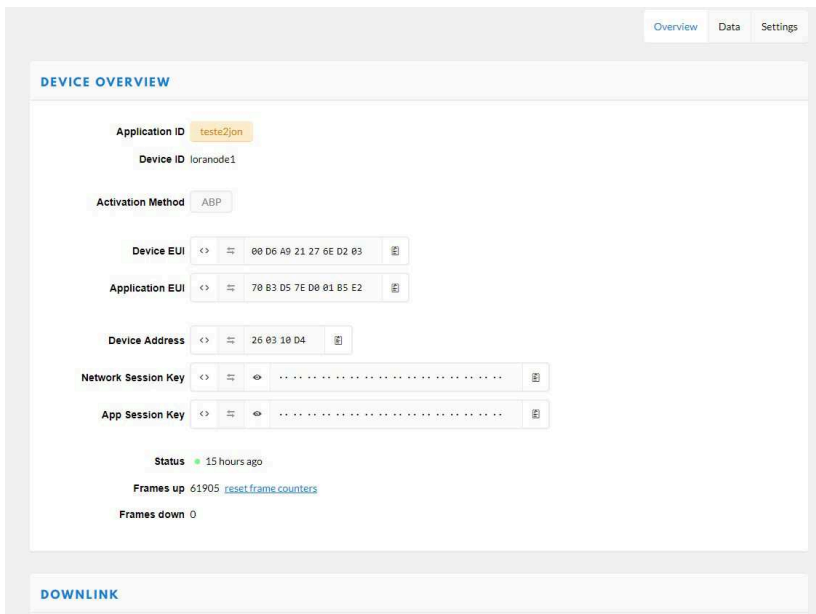 Overview Data Settings
DEVICE OVERVIEW
Application ID teste2jon
Device ID loranode1
Activation Method ABP
Device EUI <> 00 D6 A9 21 27 6E D2 03
Application EUI <> 70 B3 D5 7E D0 01 B5 E2
Device Address <> 26 03 10 D4
Network Session Key <>
App Session Key <>
Status 15 hours ago
Frames up 61905 reset frame counters
Frames down 0
DOWNLINK